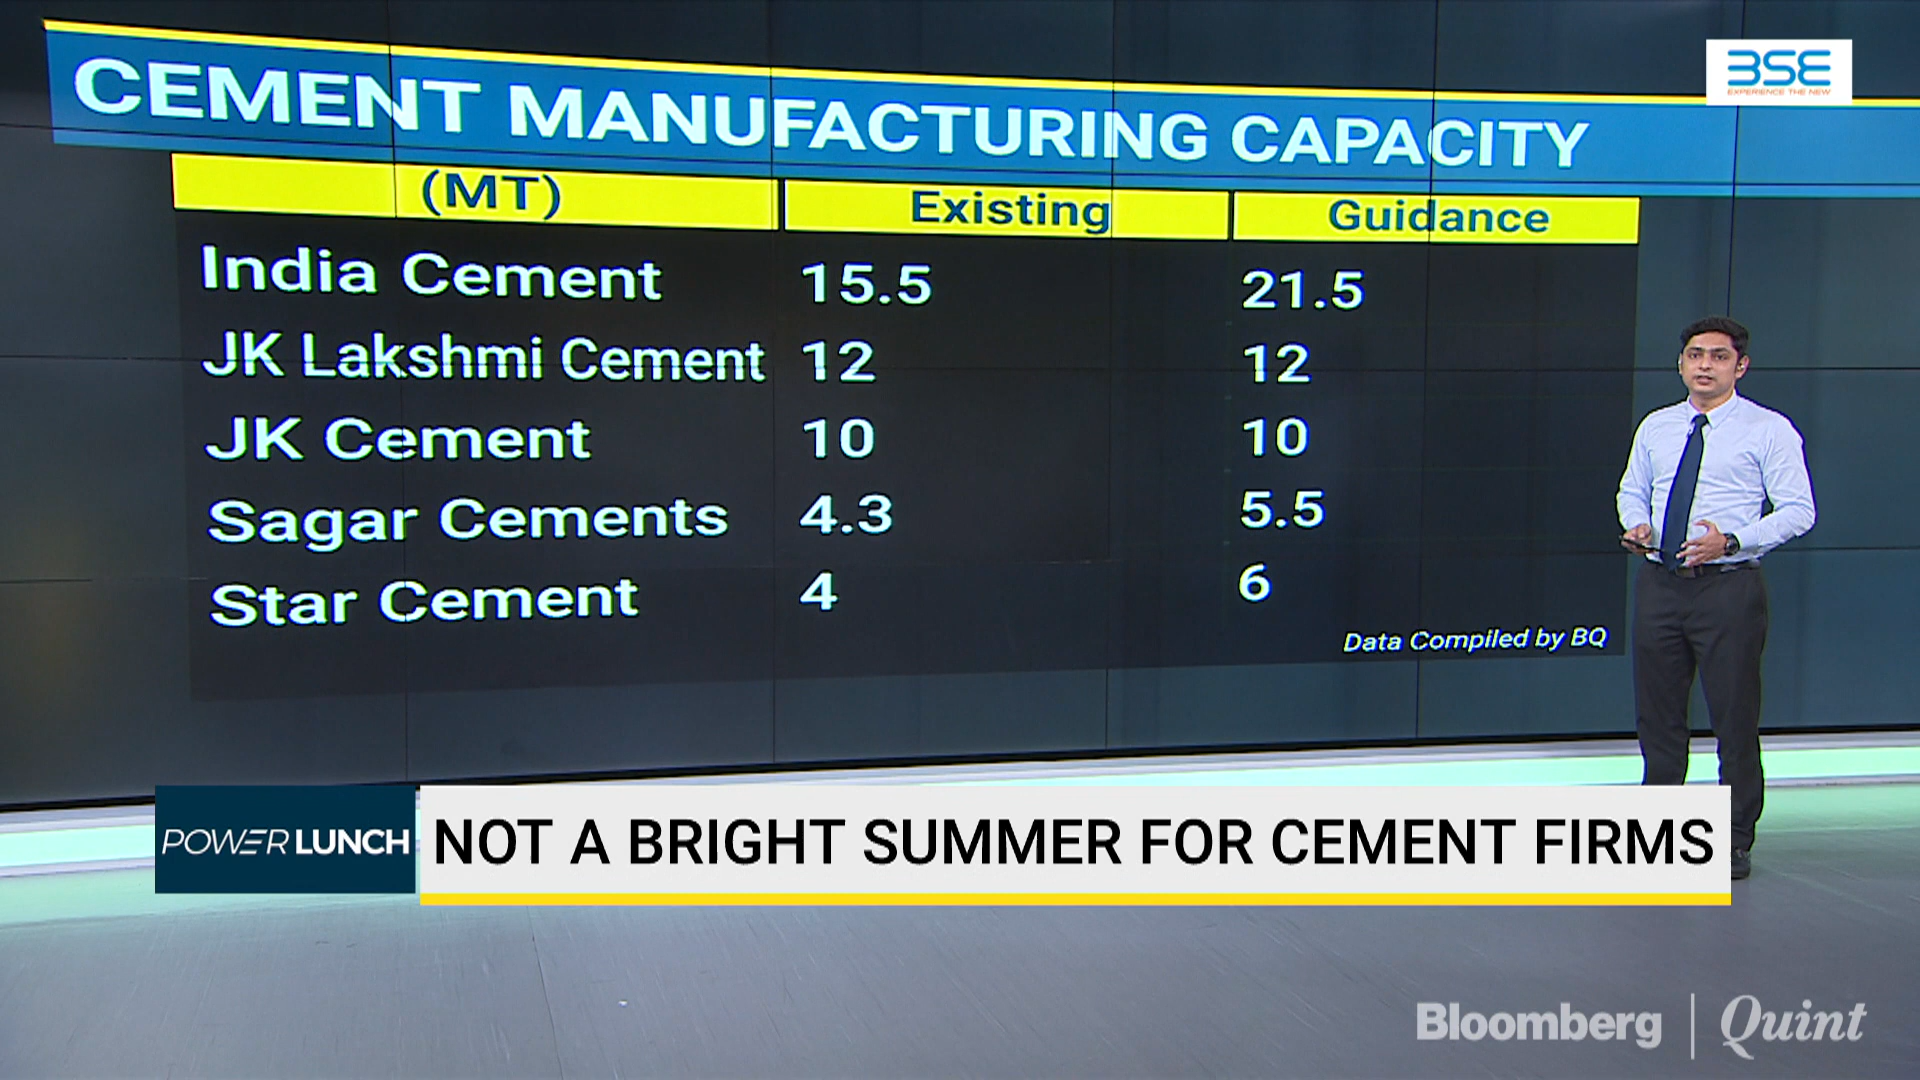 BSE
EXPERIENCE THE NEW
CEMENT MANUFACTURING CAPACITY
(MT) Existing Guidance
India Cement 15.5 21.5
JK Lakshmi Cement 12 12
JK Cement 10 10
Sagar Cements 4.3 5.5
Star Cement 4 6
Data Compiled by BQ
POWER LUNCH NOT A BRIGHT SUMMER FOR CEMENT FIRMS
Bloomberg | Quint